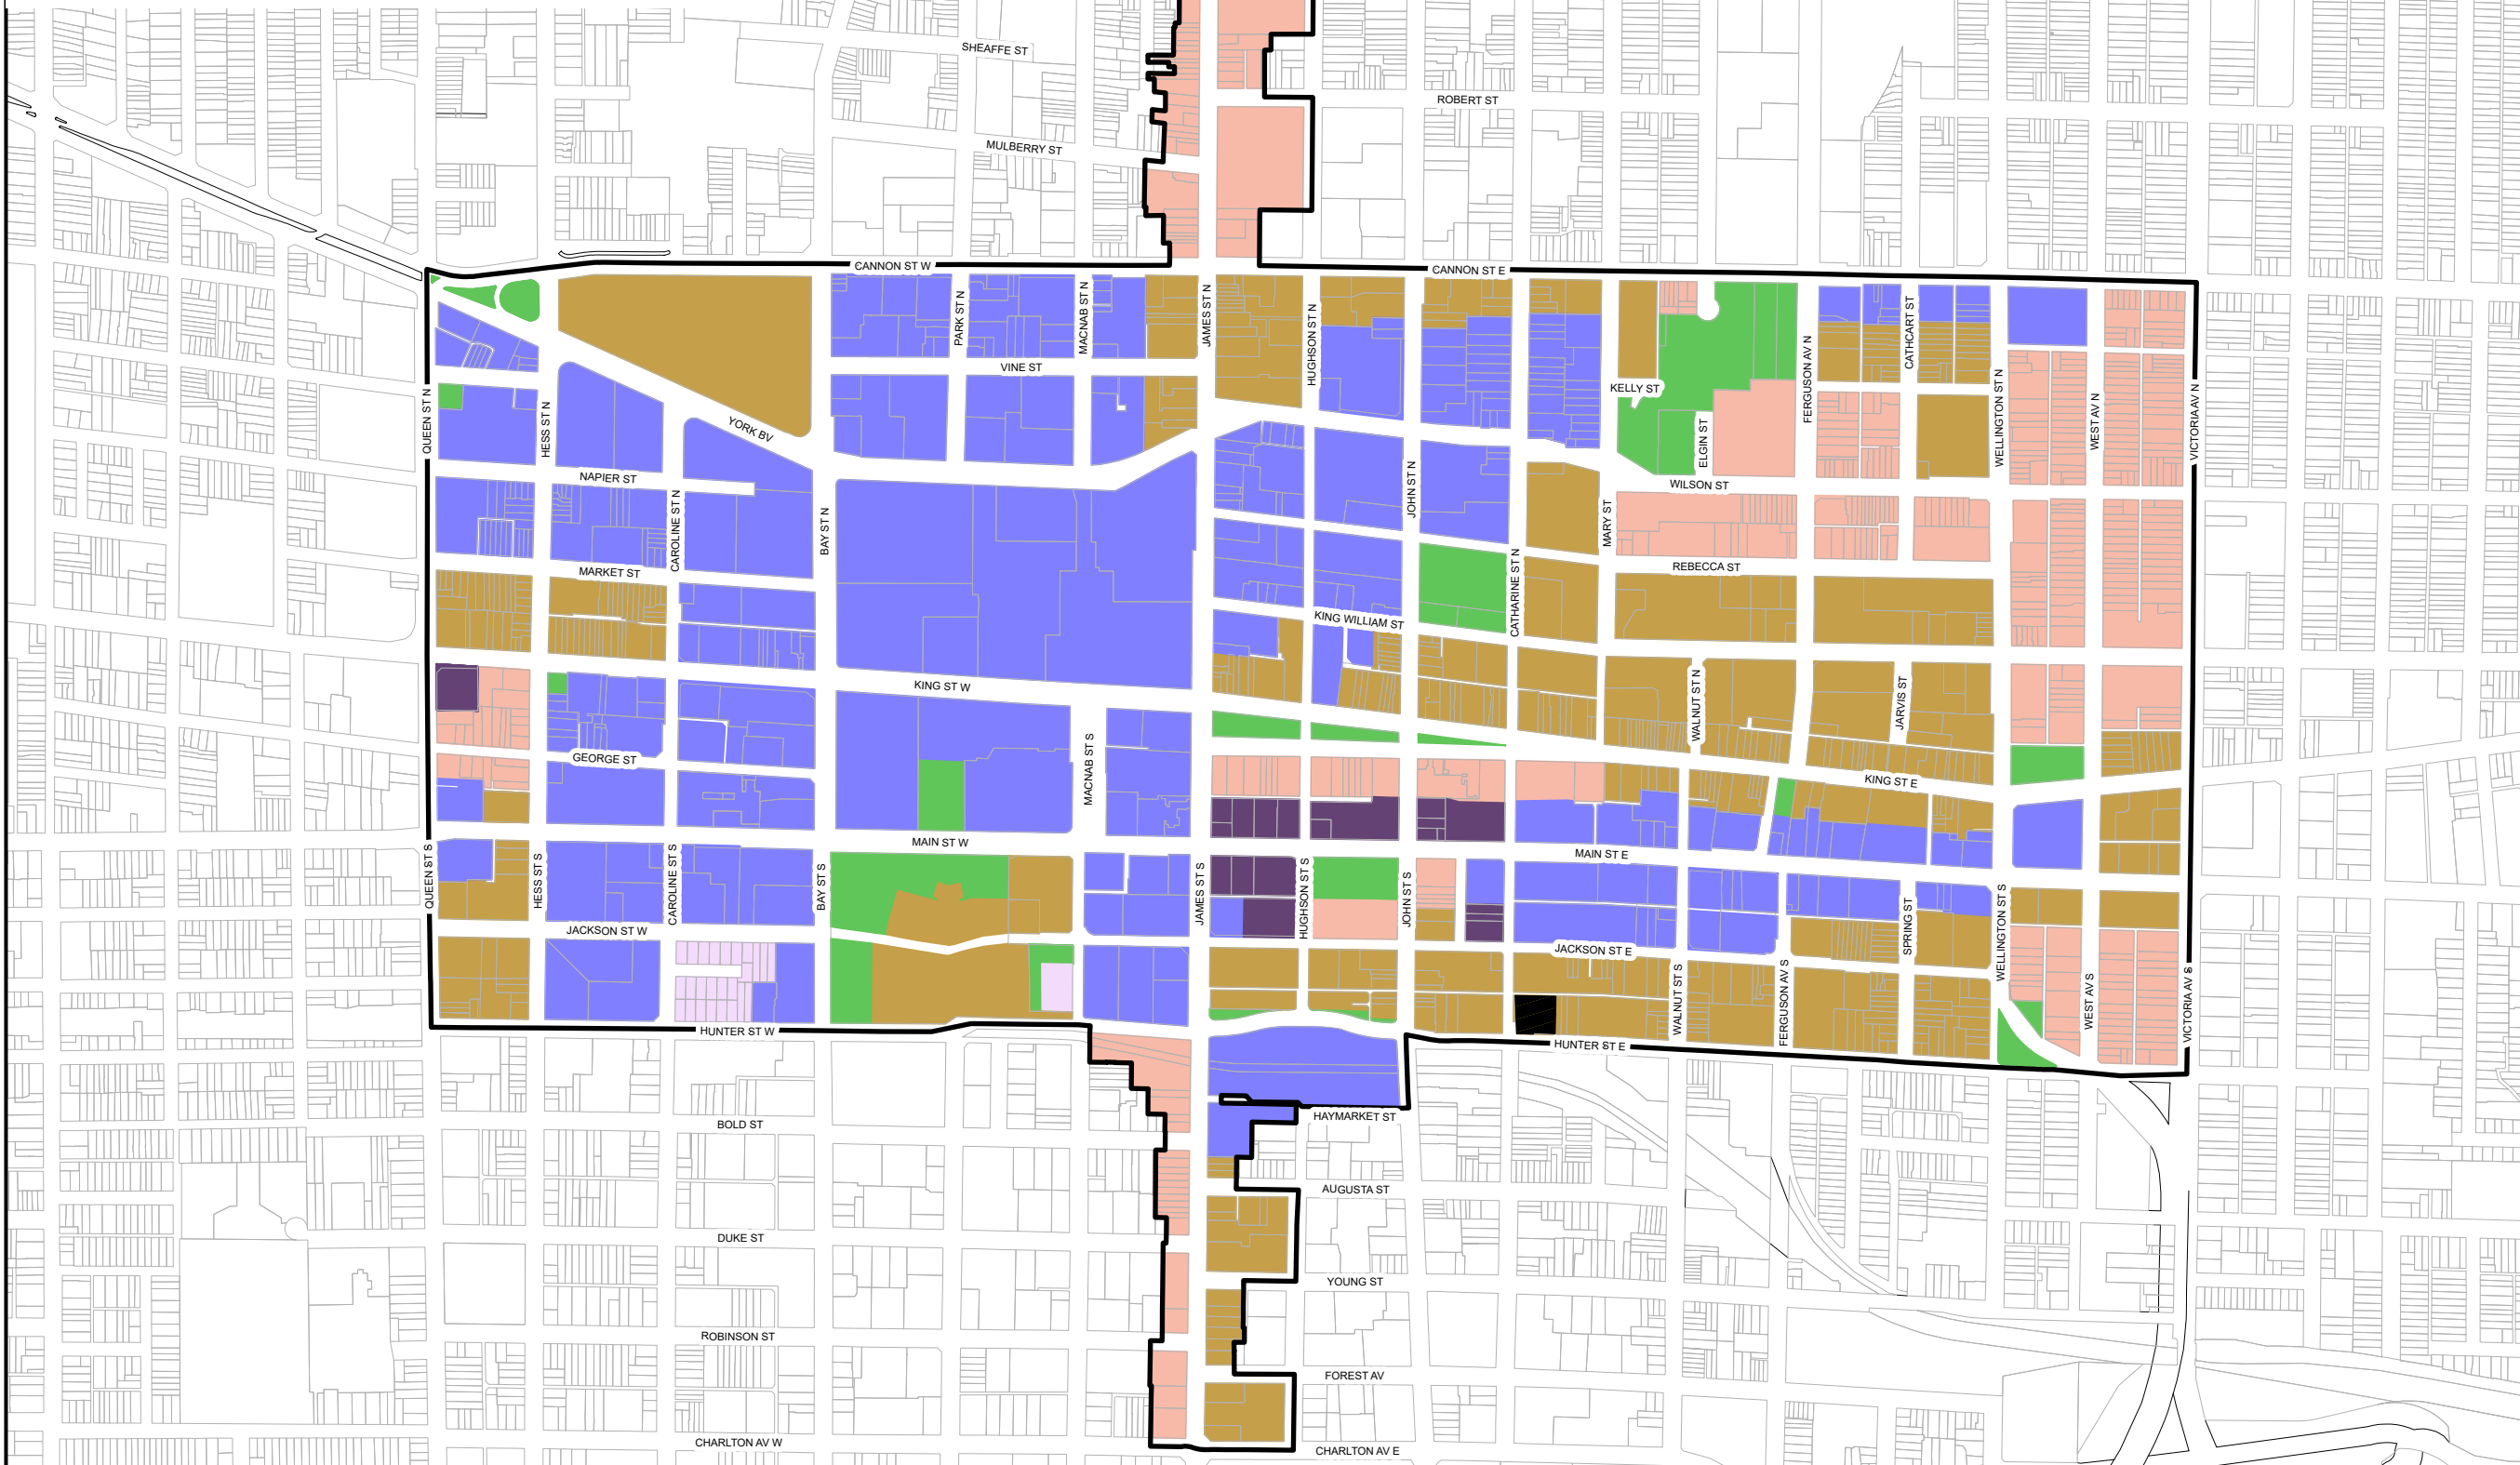 SHEAFFE ST
ROBERT ST
MULBERRY ST
CANNON ST W
CANNON ST E
PARK ST N
MACNAB ST N
JAMES ST N
HUGHSON ST N
CATHCART ST
VINE ST
KELLY ST
FERGUSON AV N
WELLINGTON ST N
WEST AV N
VICTORIA AV N
QUEEN ST N
HESS ST N
YORK BV
ELGIN ST
NAPIER ST
JOHN ST N
WILSON ST
CAROLINE ST N
BAY ST N
MARY ST
MARKET ST
REBECCA ST
CATHARINE ST N
KING WILLIAM ST
KING ST W
WALNUT ST N
JARVIS ST
GEORGE ST
MACNAB ST S
KING ST E
MAIN ST W
MAIN ST E
QUEEN ST S
HESS ST S
CAROLINE ST S
BAY ST S
JAMES ST S
HUGHSON ST S
JOHN ST S
SPRING ST
WELLINGTON ST S
JACKSON ST W
JACKSON ST E
WALNUT ST S
FERGUSON AV S
WEST AV S
VICTORIA AV S
HUNTER ST W
HUNTER ST E
HAYMARKET ST
BOLD ST
AUGUSTA ST
DUKE ST
YOUNG ST
ROBINSON ST
FOREST AV
CHARLTON AV W
CHARLTON AV E